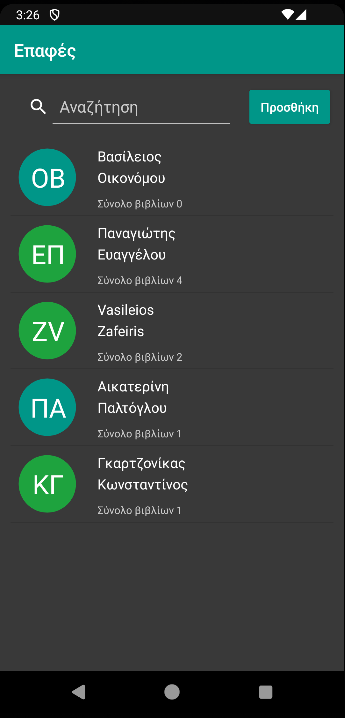 3:26
Επαφές
Αναζήτηση
Προσθήκη
ΟΒ
Βασίλειος
Οικονόμου
Σύνολο βιβλίων 0
ΕΠ
Παναγιώτης
Ευαγγέλου
Σύνολο βιβλίων 4
ZV
Vasileios
Zafeiris
Σύνολο βιβλίων 2
ΠΑ
Αικατερίνη
Παλτόγλου
Σύνολο βιβλίων 1
ΚΓ
Γκαρτζονίκας
Κωνσταντίνος
Σύνολο βιβλίων 1